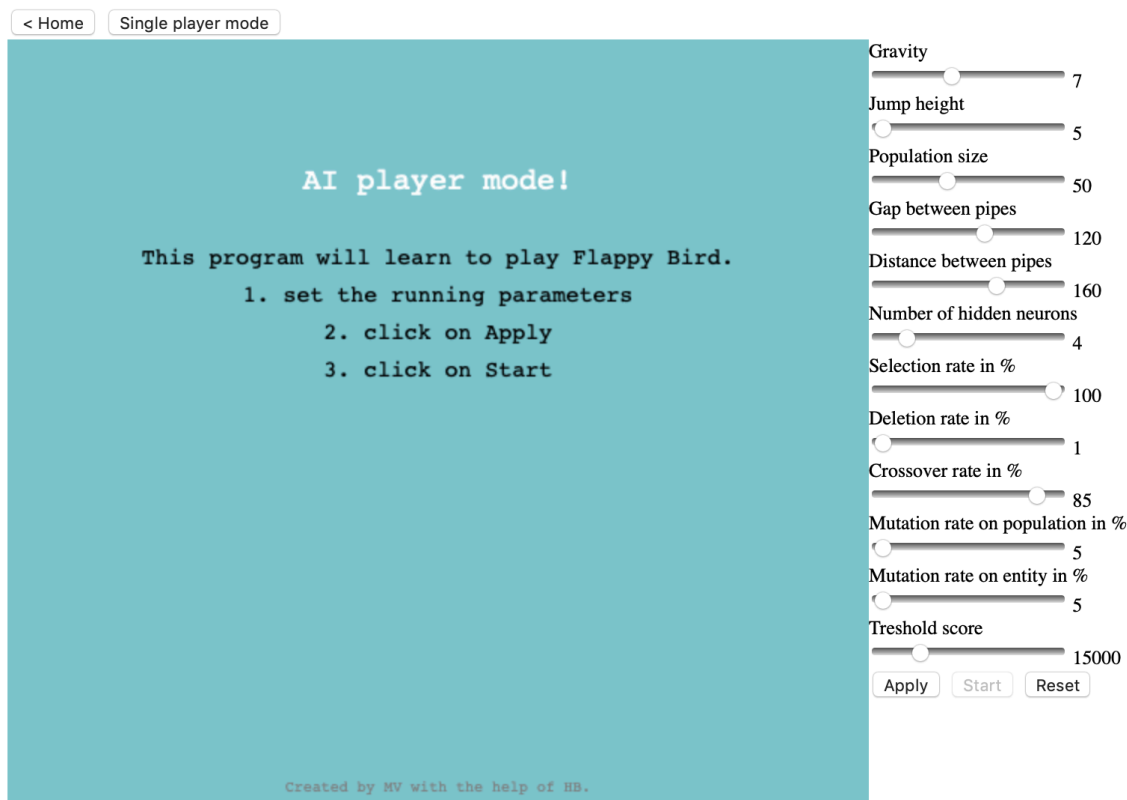 < Home Single player mode
AI player mode!
This program will learn to play Flappy Bird.
1. set the running parameters
2. click on Apply
3. click on Start
Created by MV with the help of HB.
Gravity
7
Jump height
5
Population size
50
Gap between pipes
120
Distance between pipes
160
Number of hidden neurons
4
Selection rate in %
100
Deletion rate in %
1
Crossover rate in %
85
Mutation rate on population in %
5
Mutation rate on entity in %
5
Treshold score
15000
Apply Start Reset